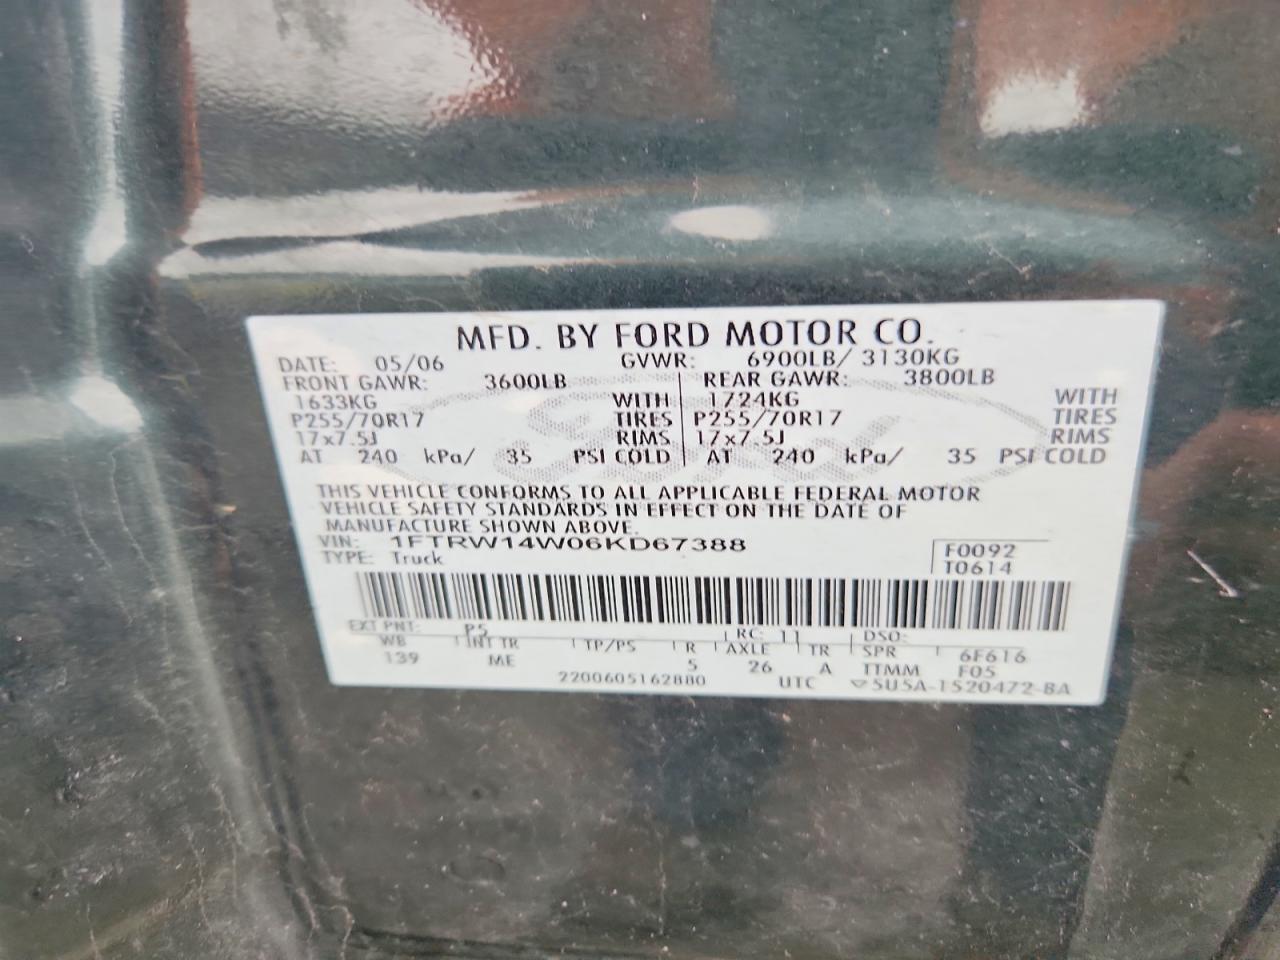 MFD. BY FORD MOTOR CO.
DATE: 05/06 GVWR: 6900LB/ 3130KG
FRONT GAWR: 3600LB REAR GAWR: 3800LB
1633KG WITH 1724KG WITH
P255/70R17 TIRES P255/70R17 TIRES
17x7.5J RIMS 17x7.5J RIMS
AT 240 kPa/ 35 PSI COLD AT 240 kPa/ 35 PSI COLD
THIS VEHICLE CONFORMS TO ALL APPLICABLE FEDERAL MOTOR
VEHICLE SAFETY STANDARDS IN EFFECT ON THE DATE OF
MANUFACTURE SHOWN ABOVE.
VIN: 1FTRW14W06KD67388 F0092
TYPE: Truck T0614
EXT PNT: P5 RC: 11 DSO:
WB INT TR TP/PS R AXLE TR SPR 6F616
139 ME 5 26 A TTMM F05
2200605162880 UTC ▽5U5A-1520472-BA